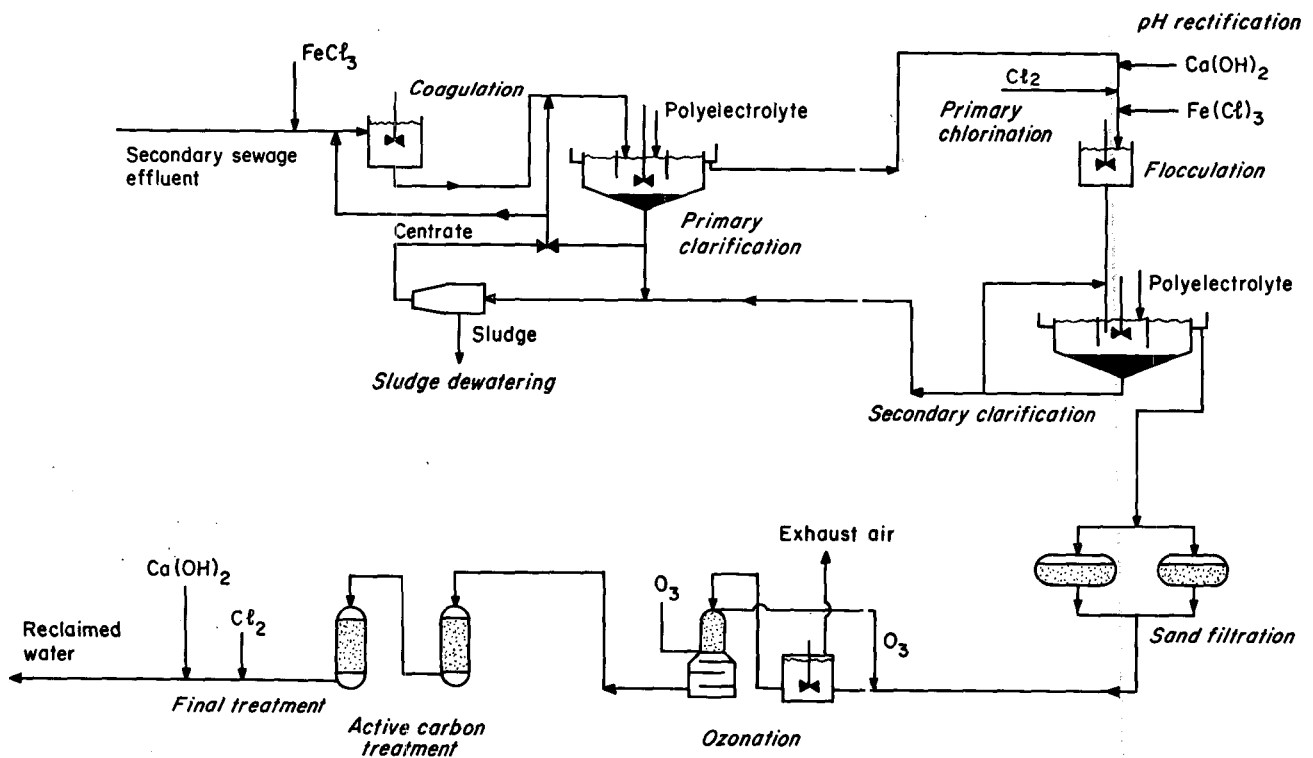 pH rectification
FeCℓ₃
Ca(OH)₂
Coagulation
Cℓ₂
Polyelectrolyte
Primary
chlorination
Fe(Cℓ)₃
Secondary sewage
effluent
Flocculation
Primary
clarification
Centrate
Polyelectrolyte
Sludge
Sludge dewatering
Secondary clarification
Exhaust air
Ca(OH)₂
O₃
Cℓ₂
Reclaimed
water
O₃
Sand filtration
Final treatment
Active carbon
treatment
Ozonation